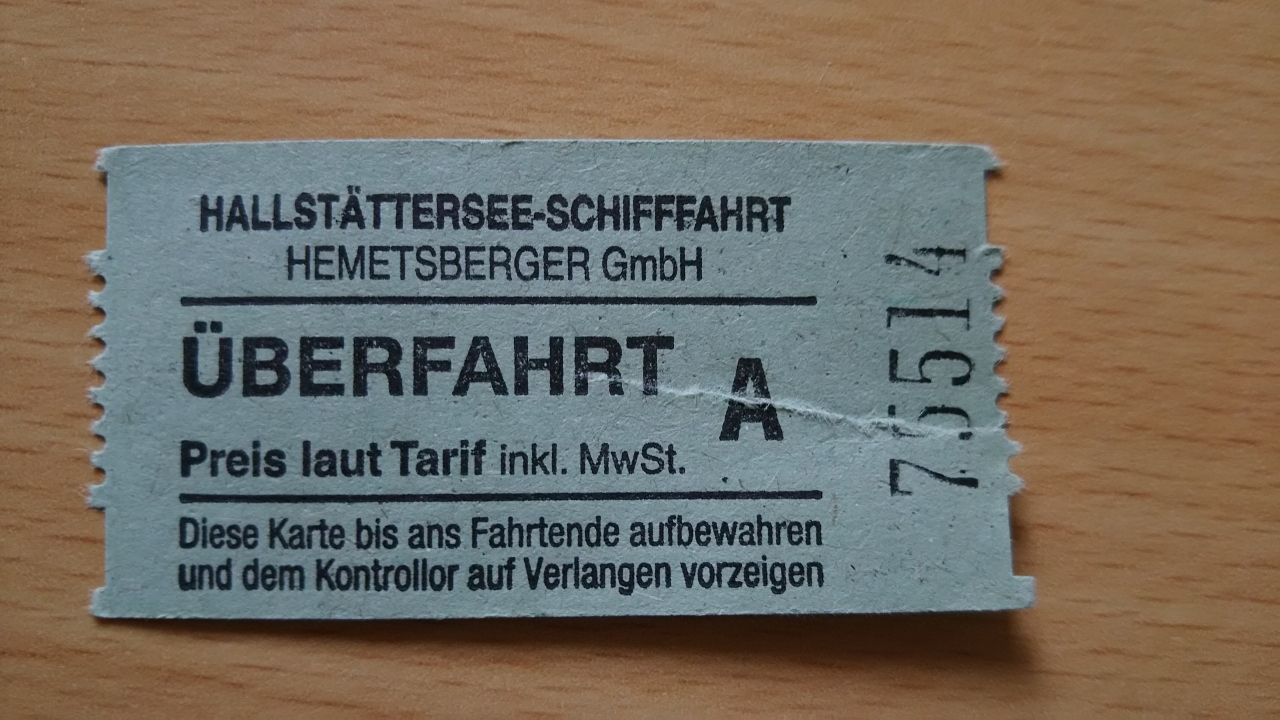 HALLSTÄTTERSEE-SCHIFFFAHRT
HEMETSBERGER GmbH
ÜBERFAHRT A
Preis laut Tarif inkl. MwSt.
Diese Karte bis ans Fahrtende aufbewahren
und dem Kontrollor auf Verlangen vorzeigen